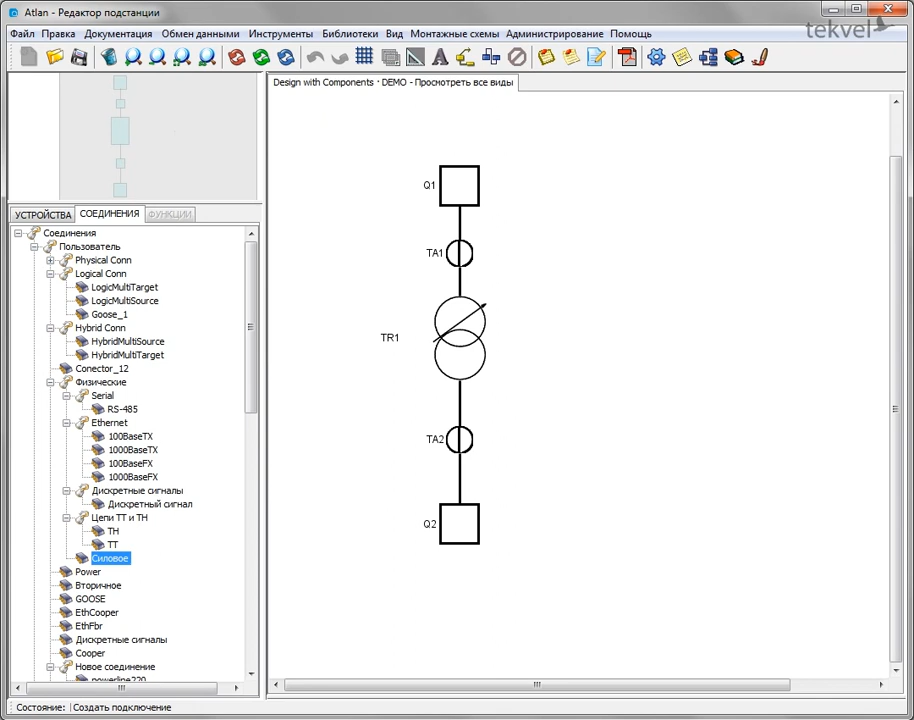 Atlan - Редактор подстанции
tekvel
Файл Правка Документация Обмен данными Инструменты Библиотеки Вид Монтажные схемы Администрирование Помощь
Design with Components * DEMO - Просмотреть все виды
УСТРОЙСТВА СОЕДИНЕНИЯ ФУНКЦИИ
Соединения
Пользователь
Physical Conn
Logical Conn
LogicMultiTarget
LogicMultiSource
Goose_1
Hybrid Conn
HybridMultiSource
HybridMultiTarget
Conector_12
Физические
Serial
RS-485
Ethernet
100BaseTX
1000BaseTX
100BaseFX
1000BaseFX
Дискретные сигналы
Дискретный сигнал
Цепи ТТ и ТН
ТН
ТТ
Силовое
Power
Вторичное
GOOSE
EthCooper
EthFbr
Дискретные сигналы
Cooper
Новое соединение
powerline220
Q1
TA1
TR1
TA2
Q2
Состояние: Создать подключение